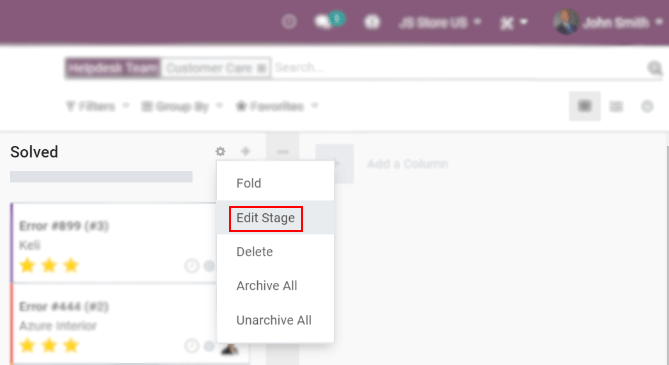 JS Store US
John Smith
Helpdesk Team
Customer Care
Search...
Filters
Group By
Favorites
Solved
Add a Column
Fold
Error #899 (#3)
Edit Stage
Keli
Delete
Archive All
Error #444 (#2)
Unarchive All
Azure Interior